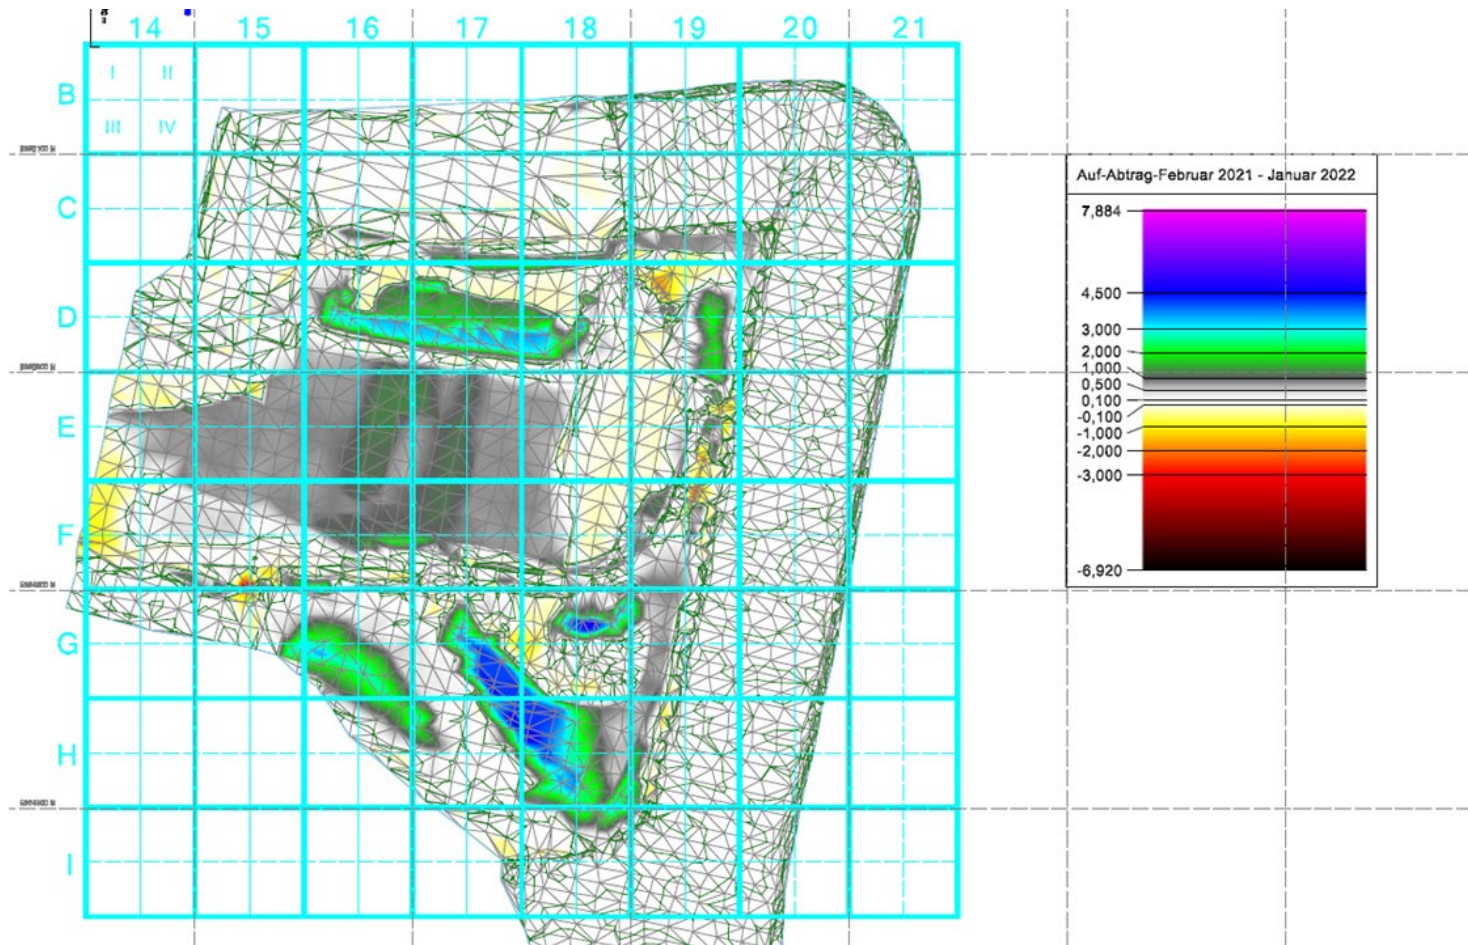 14 15 16 17 18 19 20 21
I II
B
III IV
C
D
E
F
G
H
I
Auf-Abtrag-Februar 2021 - Januar 2022
7,884
4,500
3,000
2,000
1,000
0,500
0,100
-0,100
-1,000
-2,000
-3,000
-6,920